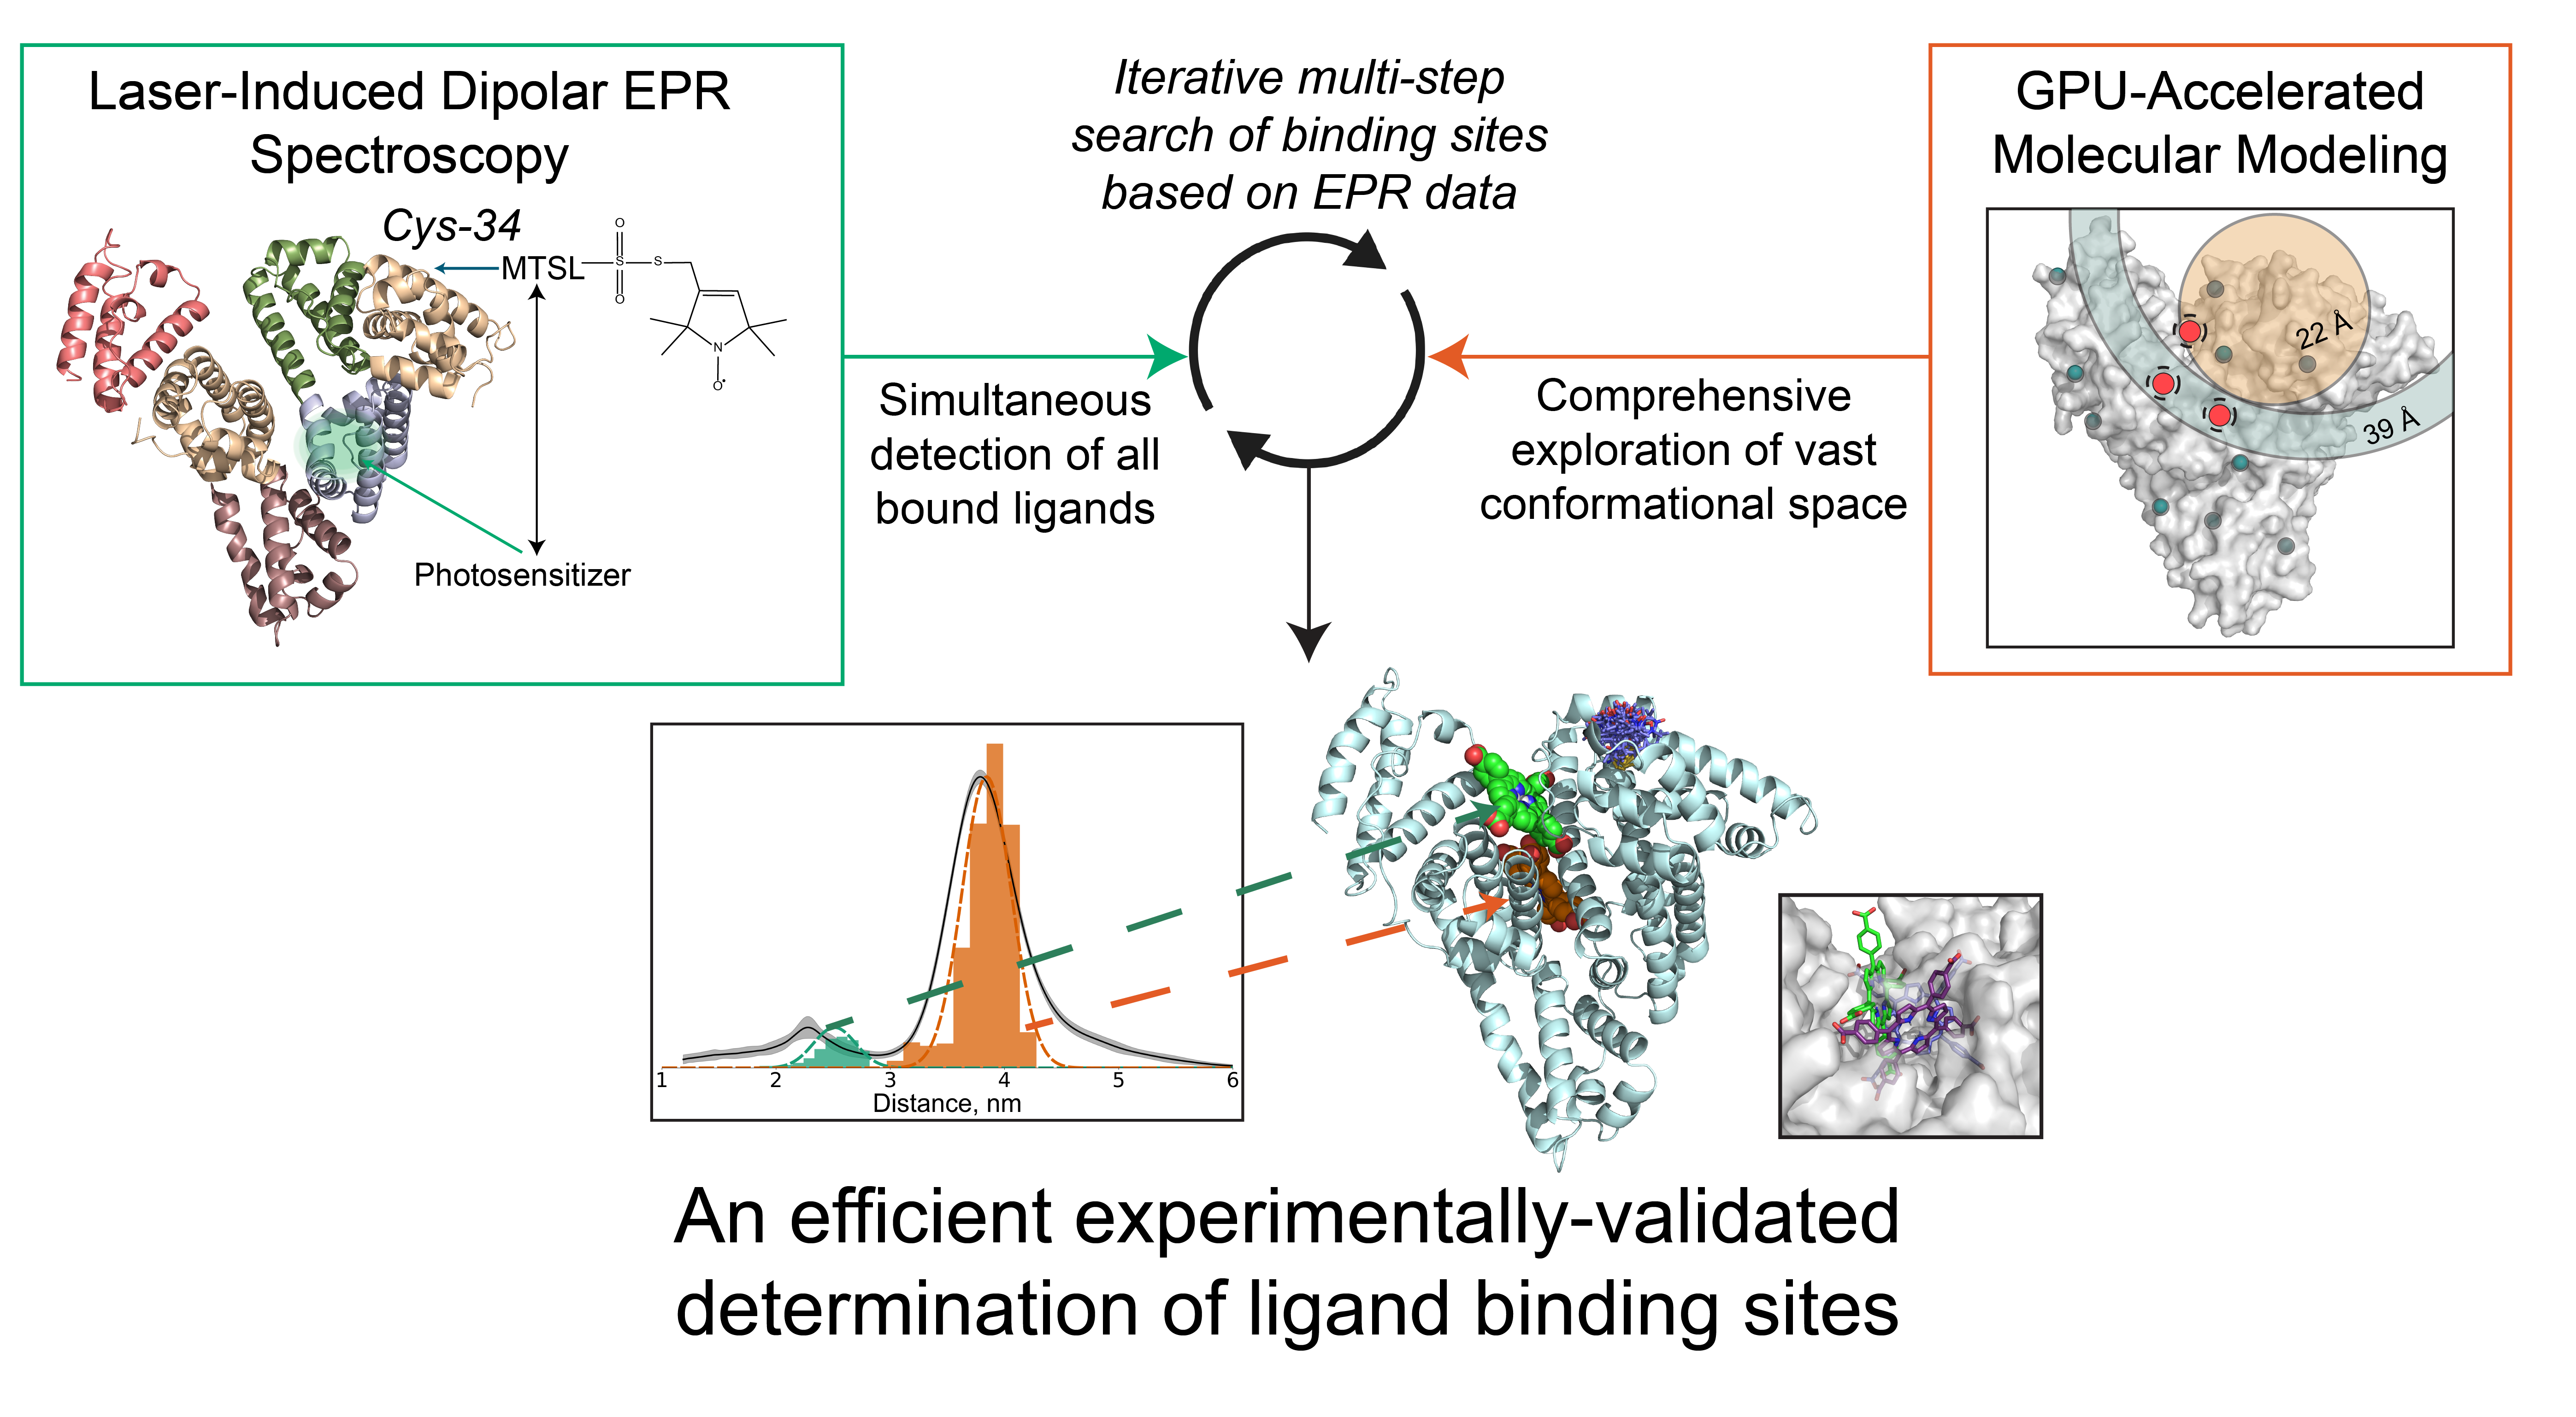 Laser-Induced Dipolar EPR
Spectroscopy
Cys-34
MTSL
O
S
S
O
N
O•
Photosensitizer
Iterative multi-step
search of binding sites
based on EPR data
Simultaneous
detection of all
bound ligands
Comprehensive
exploration of vast
conformational space
GPU-Accelerated
Molecular Modeling
22 Å
39 Å
1 2 3 4 5 6
Distance, nm
An efficient experimentally-validated
determination of ligand binding sites